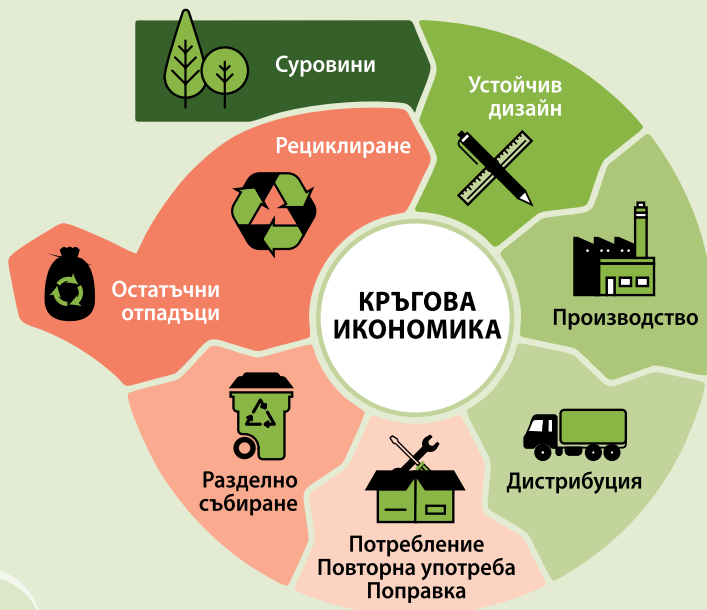 Суровини
Устойчив
дизайн
Рециклиране
Производство
Остатъчни
отпадъци
КРЪГОВА
ИКОНОМИКА
Дистрибуция
Разделно
събиране
Потребление
Повторна употреба
Поправка